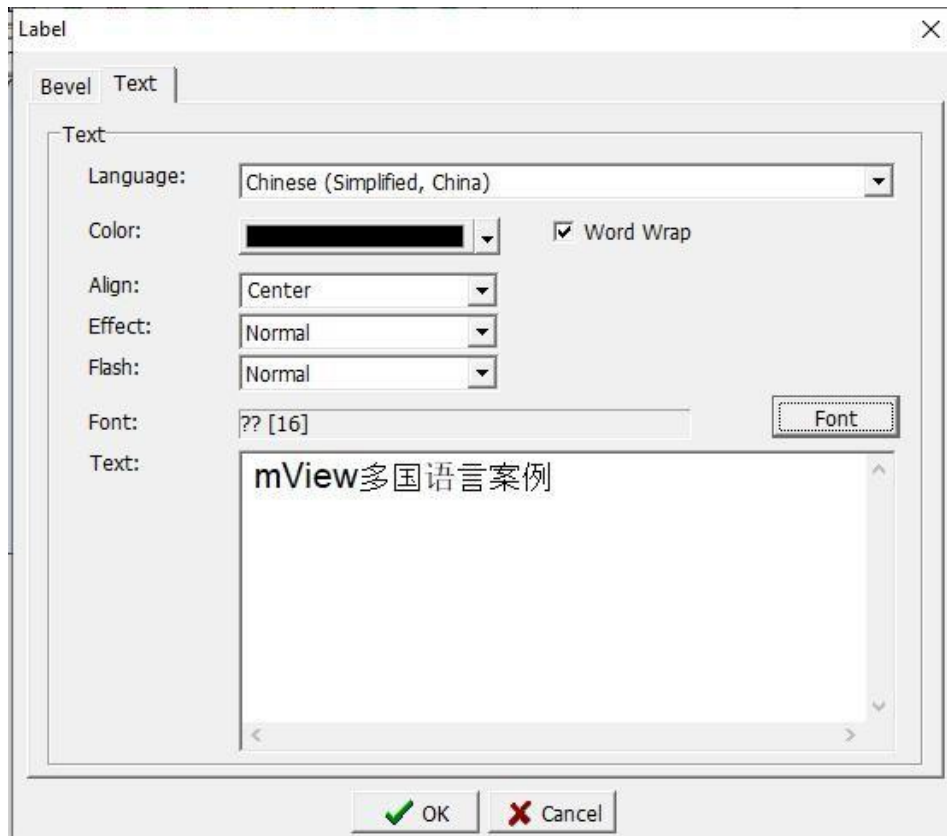 Label
Bevel Text
Text
Language: Chinese (Simplified, China)
Color: Word Wrap
Align: Center
Effect: Normal
Flash: Normal
Font: ?? [16] Font
Text: mView多国语言案例
OK Cancel